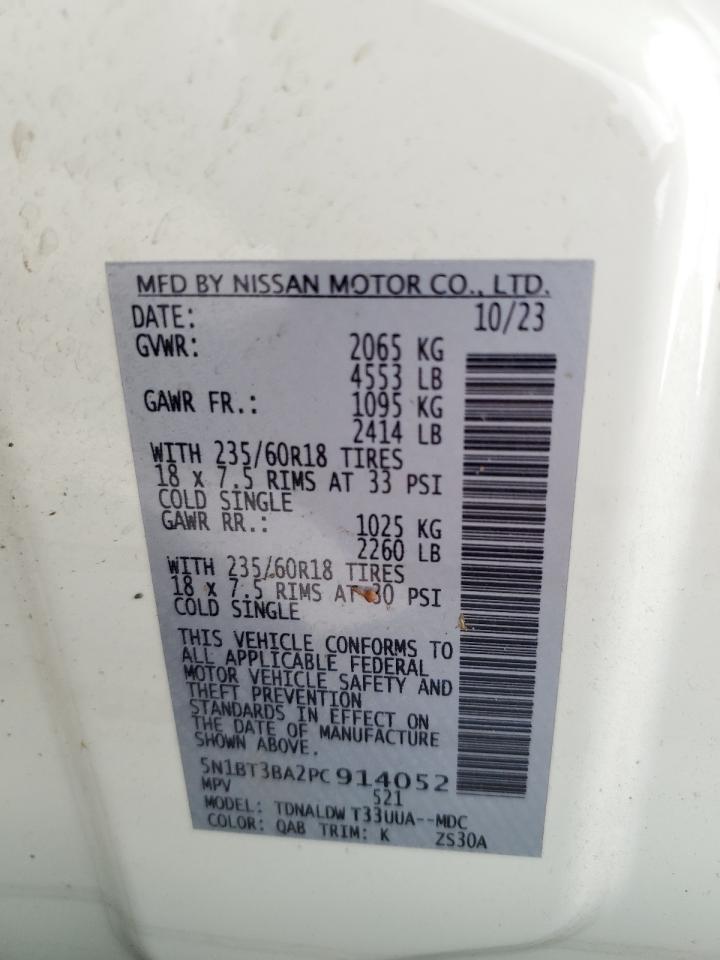 MFD BY NISSAN MOTOR CO., LTD.
DATE: 10/23
GVWR: 2065 KG
4553 LB
GAWR FR.: 1095 KG
2414 LB
WITH 235/60R18 TIRES
18 x 7.5 RIMS AT 33 PSI
COLD SINGLE
GAWR RR.: 1025 KG
2260 LB
WITH 235/60R18 TIRES
18 x 7.5 RIMS AT 30 PSI
COLD SINGLE
THIS VEHICLE CONFORMS TO
ALL APPLICABLE FEDERAL
MOTOR VEHICLE SAFETY AND
THEFT PREVENTION
STANDARDS IN EFFECT ON
THE DATE OF MANUFACTURE
SHOWN ABOVE.
5N1BT3BA2PC914052
MPV 521
MODEL: TDNALDW T33UUA--MDC
COLOR: QAB TRIM: K ZS30A